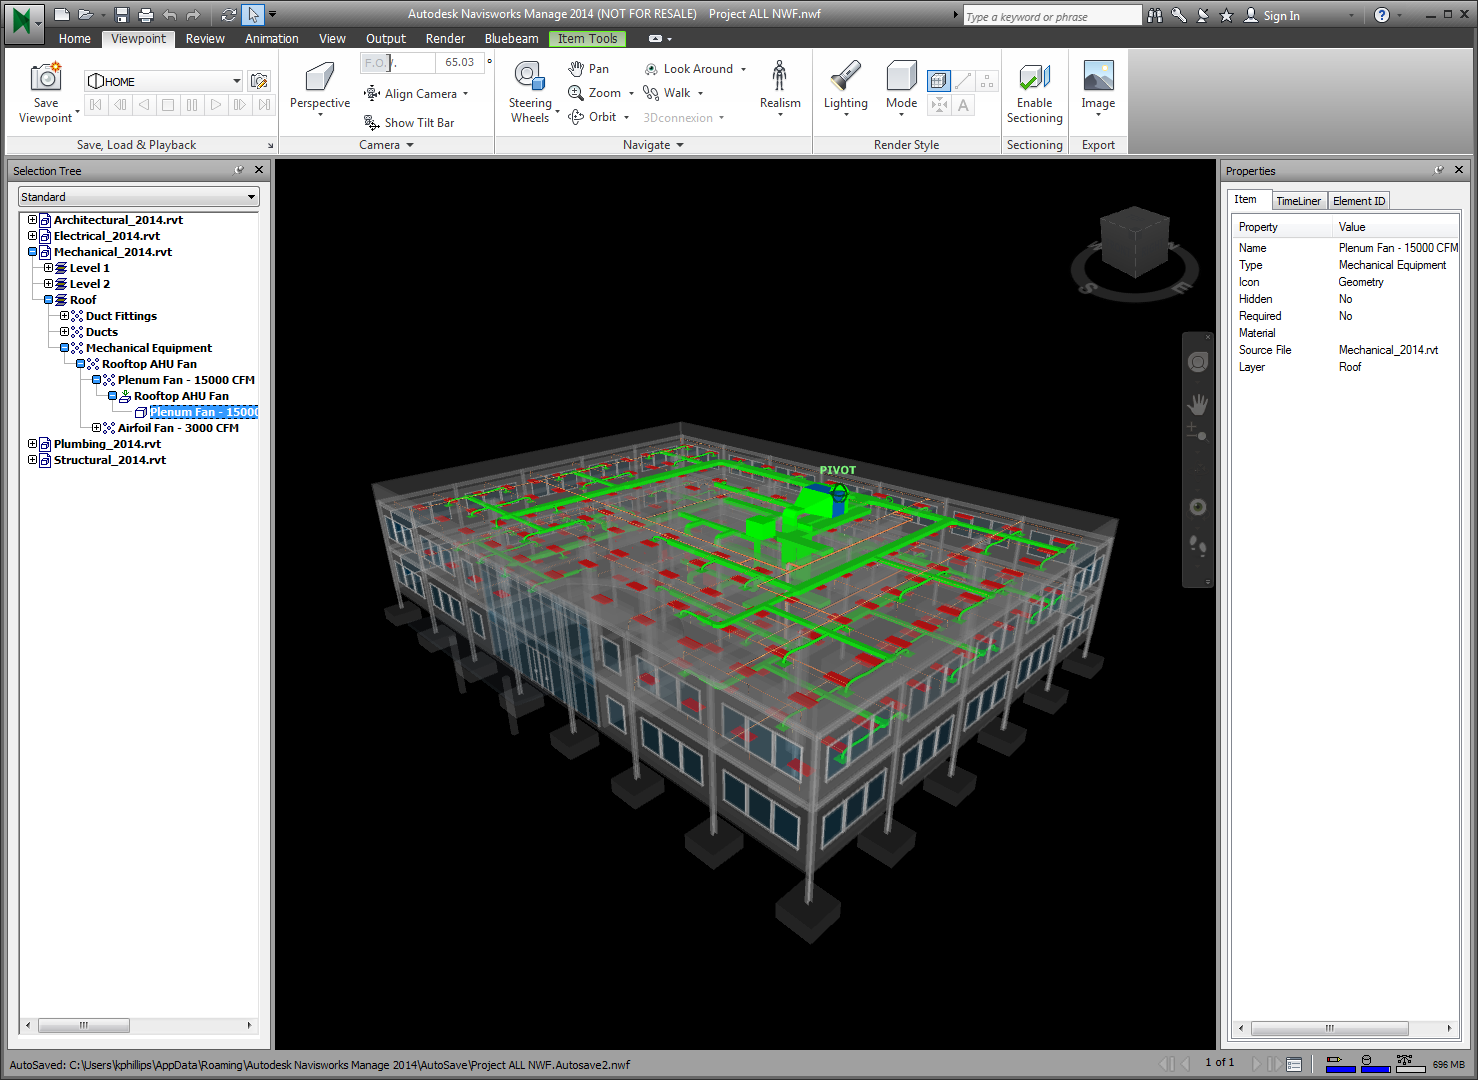 Autodesk Navisworks Manage 2014 (NOT FOR RESALE) Project ALL NWF.nwf
Type a keyword or phrase
Sign In
Home Viewpoint Review Animation View Output Render Bluebeam Item Tools
Save Viewpoint
HOME
Save, Load & Playback
Perspective
F.O.V.
65.03 °
Align Camera
Show Tilt Bar
Camera
Steering Wheels
Pan
Zoom
Orbit
Look Around
Walk
3Dconnexion
Navigate
Realism
Lighting
Mode
A
Render Style
Enable Sectioning
Sectioning
Image
Export
Selection Tree
Standard
Architectural_2014.rvt
Electrical_2014.rvt
Mechanical_2014.rvt
Level 1
Level 2
Roof
Duct Fittings
Ducts
Mechanical Equipment
Rooftop AHU Fan
Plenum Fan - 15000 CFM
Rooftop AHU Fan
Plenum Fan - 15000
Airfoil Fan - 3000 CFM
Plumbing_2014.rvt
Structural_2014.rvt
S E
PIVOT
Properties
Item TimeLiner Element ID
Property Value
Name Plenum Fan - 15000 CFM
Type Mechanical Equipment
Icon Geometry
Hidden No
Required No
Material
Source File Mechanical_2014.rvt
Layer Roof
AutoSaved: C:\Users\kphillips\AppData\Roaming\Autodesk Navisworks Manage 2014\AutoSave\Project ALL NWF.Autosave2.nwf
1 of 1
696 MB